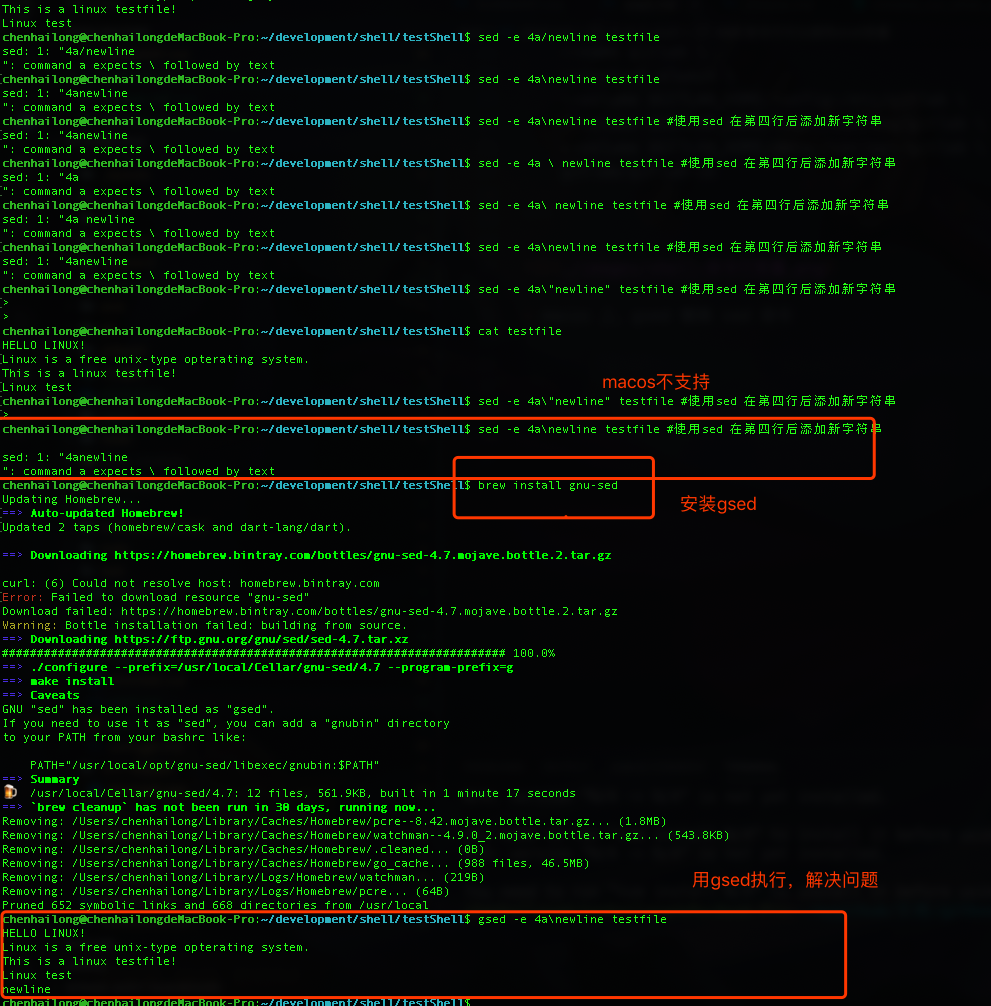 This is a linux testfile!
Linux test
chenhailong@chenhailongdeMacBook-Pro:~/development/shell/testShell$ sed -e 4a/newline testfile
sed: 1: "4a/newline
": command a expects \ followed by text
chenhailong@chenhailongdeMacBook-Pro:~/development/shell/testShell$ sed -e 4a\newline testfile
sed: 1: "4anewline
": command a expects \ followed by text
chenhailong@chenhailongdeMacBook-Pro:~/development/shell/testShell$ sed -e 4a\newline testfile #使用sed 在第四行后添加新字符串
sed: 1: "4anewline
": command a expects \ followed by text
chenhailong@chenhailongdeMacBook-Pro:~/development/shell/testShell$ sed -e 4a \ newline testfile #使用sed 在第四行后添加新字符串
sed: 1: "4a
": command a expects \ followed by text
chenhailong@chenhailongdeMacBook-Pro:~/development/shell/testShell$ sed -e 4a\ newline testfile #使用sed 在第四行后添加新字符串
sed: 1: "4a newline
": command a expects \ followed by text
chenhailong@chenhailongdeMacBook-Pro:~/development/shell/testShell$ sed -e 4a\newline testfile #使用sed 在第四行后添加新字符串
sed: 1: "4anewline
": command a expects \ followed by text
chenhailong@chenhailongdeMacBook-Pro:~/development/shell/testShell$ sed -e 4a\"newline" testfile #使用sed 在第四行后添加新字符串
>
>
chenhailong@chenhailongdeMacBook-Pro:~/development/shell/testShell$ cat testfile
HELLO LINUX!
Linux is a free unix-type opterating system.
This is a linux testfile!
Linux test
macos不支持
chenhailong@chenhailongdeMacBook-Pro:~/development/shell/testShell$ sed -e 4a\"newline" testfile #使用sed 在第四行后添加新字符串
>
chenhailong@chenhailongdeMacBook-Pro:~/development/shell/testShell$ sed -e 4a\newline testfile #使用sed 在第四行后添加新字符串
sed: 1: "4anewline
": command a expects \ followed by text
chenhailong@chenhailongdeMacBook-Pro:~/development/shell/testShell$ brew install gnu-sed
安装gsed
Updating Homebrew...
==> Auto-updated Homebrew!
Updated 2 taps (homebrew/cask and dart-lang/dart).
==> Downloading https://homebrew.bintray.com/bottles/gnu-sed-4.7.mojave.bottle.2.tar.gz
curl: (6) Could not resolve host: homebrew.bintray.com
Error: Failed to download resource "gnu-sed"
Download failed: https://homebrew.bintray.com/bottles/gnu-sed-4.7.mojave.bottle.2.tar.gz
Warning: Bottle installation failed: building from source.
==> Downloading https://ftp.gnu.org/gnu/sed/sed-4.7.tar.xz
######################################################################## 100.0%
==> ./configure --prefix=/usr/local/Cellar/gnu-sed/4.7 --program-prefix=g
==> make install
==> Caveats
GNU "sed" has been installed as "gsed".
If you need to use it as "sed", you can add a "gnubin" directory
to your PATH from your bashrc like:
PATH="/usr/local/opt/gnu-sed/libexec/gnubin:$PATH"
==> Summary
🍺 /usr/local/Cellar/gnu-sed/4.7: 12 files, 561.9KB, built in 1 minute 17 seconds
==> `brew cleanup` has not been run in 30 days, running now...
Removing: /Users/chenhailong/Library/Caches/Homebrew/pcre--8.42.mojave.bottle.tar.gz... (1.8MB)
Removing: /Users/chenhailong/Library/Caches/Homebrew/watchman--4.9.0_2.mojave.bottle.tar.gz... (543.8KB)
Removing: /Users/chenhailong/Library/Caches/Homebrew/.cleaned... (0B)
Removing: /Users/chenhailong/Library/Caches/Homebrew/go_cache... (988 files, 46.5MB)
Removing: /Users/chenhailong/Library/Logs/Homebrew/watchman... (219B)
Removing: /Users/chenhailong/Library/Logs/Homebrew/pcre... (64B)
用gsed执行，解决问题
Pruned 652 symbolic links and 668 directories from /usr/local
chenhailong@chenhailongdeMacBook-Pro:~/development/shell/testShell$ gsed -e 4a\newline testfile
HELLO LINUX!
Linux is a free unix-type opterating system.
This is a linux testfile!
Linux test
newline
chenhailong@chenhailongdeMacBook-Pro:~/development/shell/testShell$